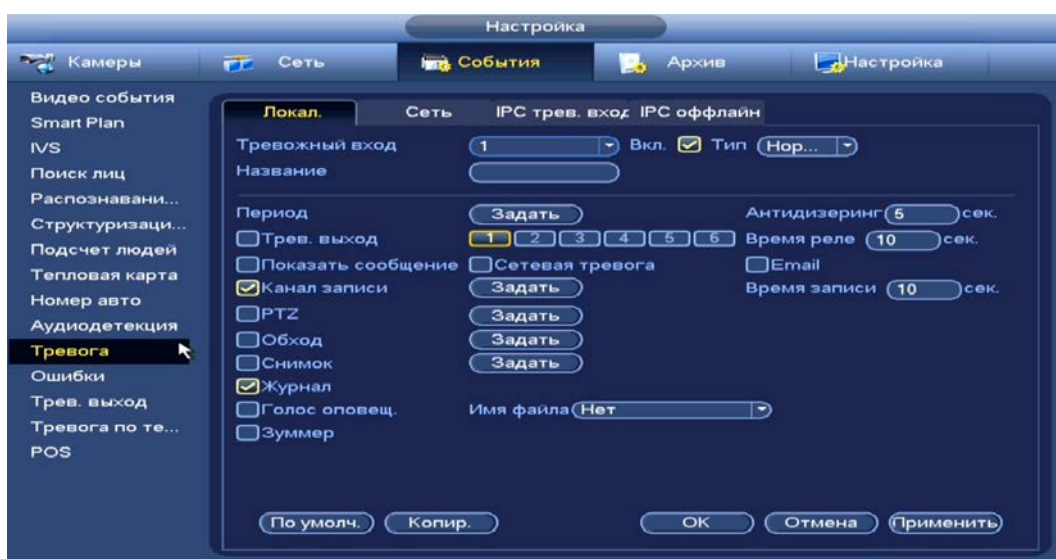 Настройка
Камеры Сеть События Архив Настройка
Видео события
Smart Plan
IVS
Поиск лиц
Распознавани...
Структуризаци...
Подсчет людей
Тепловая карта
Номер авто
Аудиодетекция
Тревога
Ошибки
Трев. выход
Тревога по те...
POS
Локал. Сеть IPC трев. вход IPC оффлайн
Тревожный вход 1 Вкл. Тип Нор...
Название
Период Задать Антидизеринг 5 сек.
Трев. выход 1 2 3 4 5 6 Время реле 10 сек.
Показать сообщение Сетевая тревога Email
Канал записи Задать Время записи 10 сек.
PTZ Задать
Обход Задать
Снимок Задать
Журнал
Голос оповещ. Имя файла Нет
Зуммер
По умолч. Копир. OK Отмена Применить